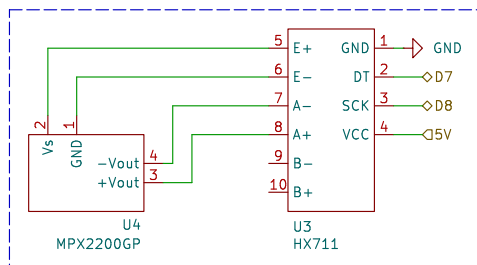 5 E+ GND 1 GND
6 E- DT 2 D7
7 A- SCK 3 D8
8 A+ VCC 4 5V
9 B-
10 B+
2 1
Vs GND
-Vout 4
+Vout 3
U4
MPX2200GP
U3
HX711